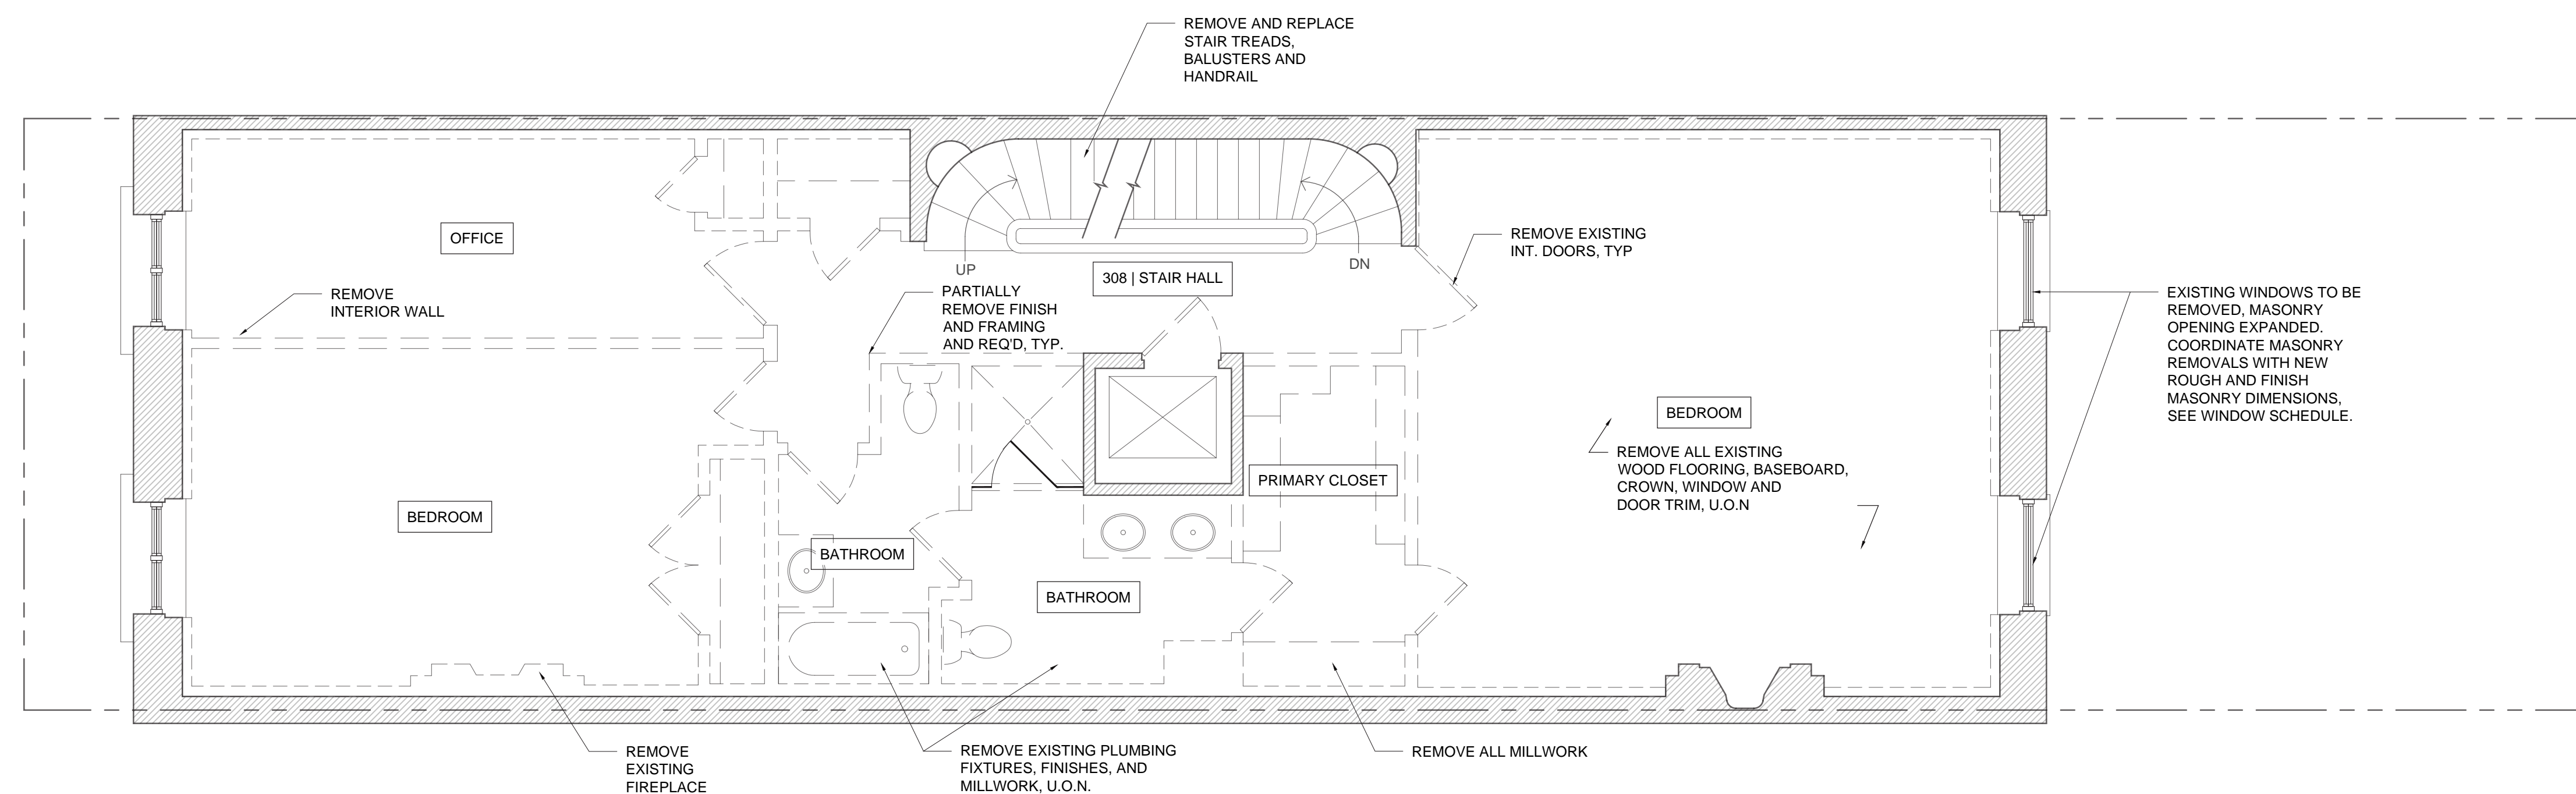 REMOVE AND REPLACE
STAIR TREADS,
BALUSTERS AND
HANDRAIL
OFFICE
REMOVE
INTERIOR WALL
UP
PARTIALLY
REMOVE FINISH
AND FRAMING
AND REQ'D, TYP.
308 | STAIR HALL
DN
REMOVE EXISTING
INT. DOORS, TYP
EXISTING WINDOWS TO BE
REMOVED, MASONRY
OPENING EXPANDED.
COORDINATE MASONRY
REMOVALS WITH NEW
ROUGH AND FINISH
MASONRY DIMENSIONS,
SEE WINDOW SCHEDULE.
BEDROOM
REMOVE ALL EXISTING
WOOD FLOORING, BASEBOARD,
CROWN, WINDOW AND
DOOR TRIM, U.O.N
PRIMARY CLOSET
BEDROOM
BATHROOM
BATHROOM
REMOVE
EXISTING
FIREPLACE
REMOVE EXISTING PLUMBING
FIXTURES, FINISHES, AND
MILLWORK, U.O.N.
REMOVE ALL MILLWORK